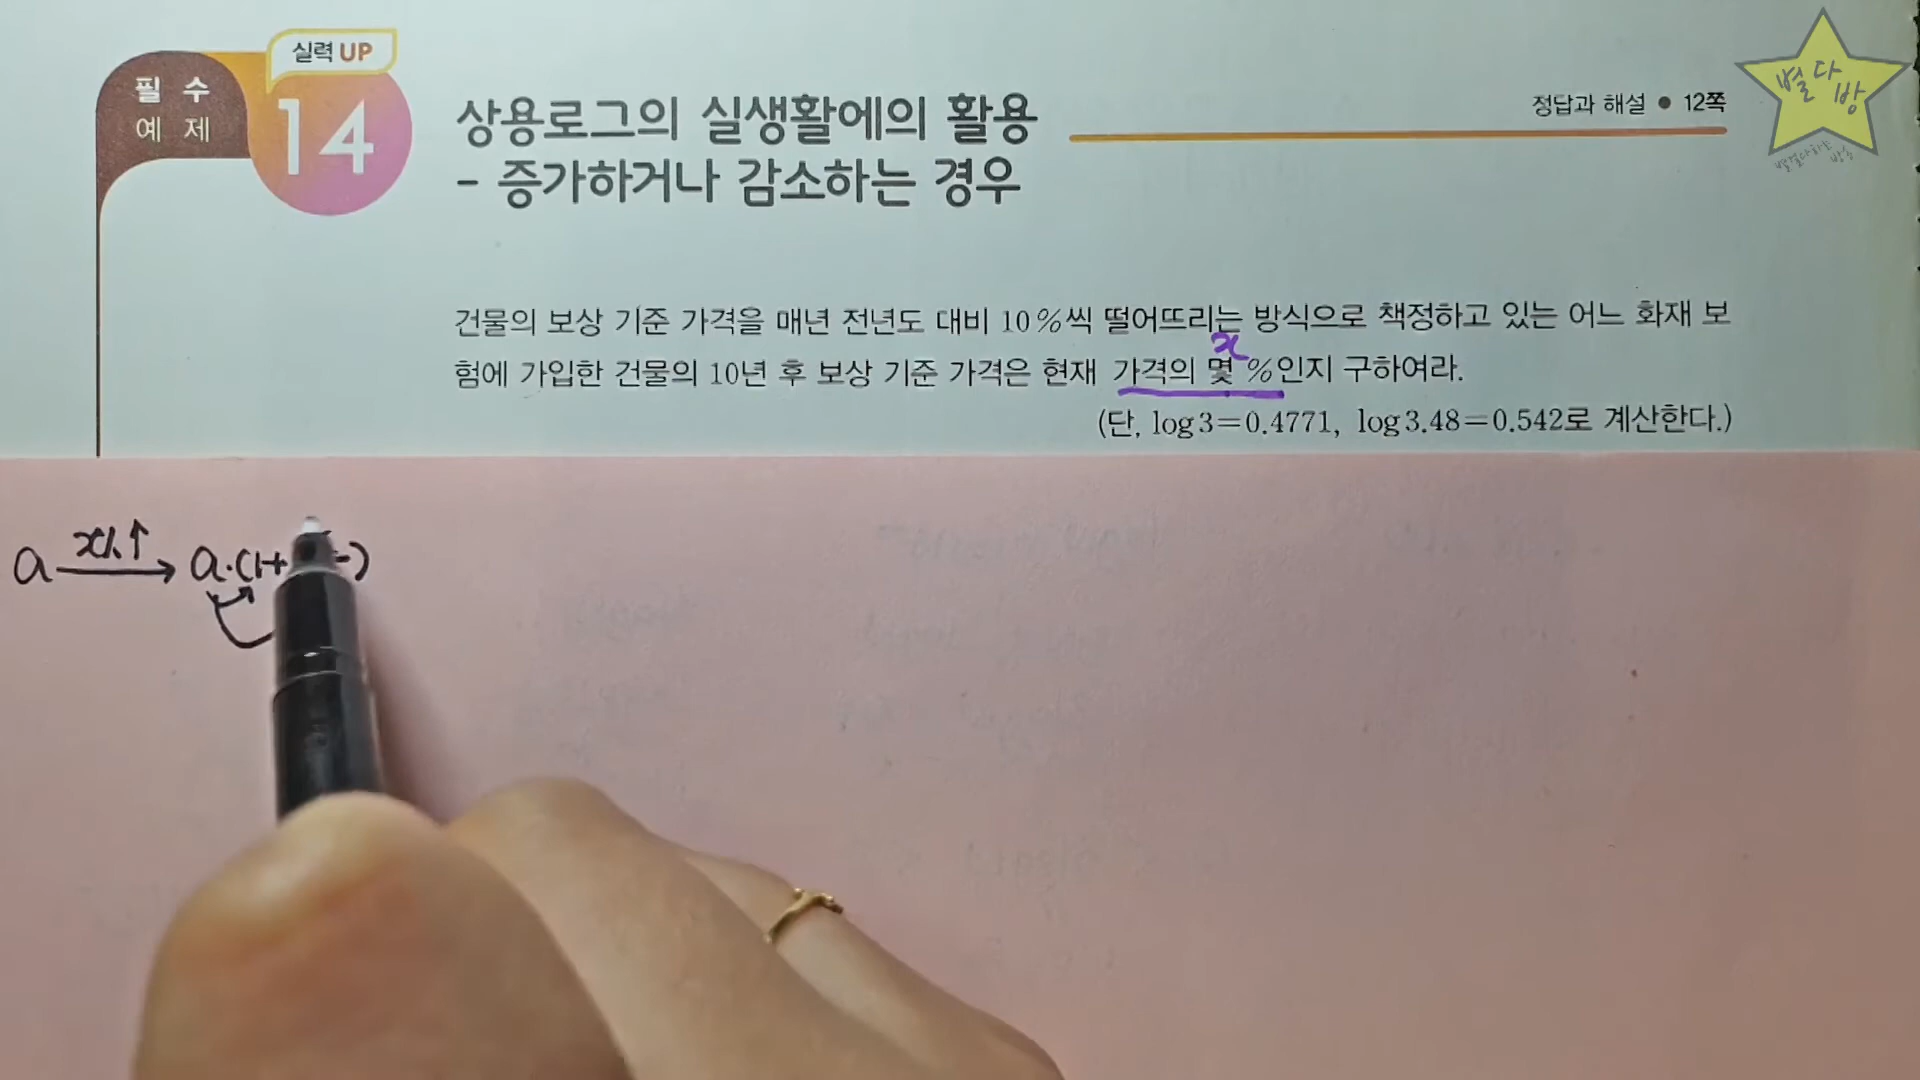 실력 UP
필수
예제
14
상용로그의 실생활에의 활용
- 증가하거나 감소하는 경우
정답과 해설 ● 12쪽
별다방
건물의 보상 기준 가격을 매년 전년도 대비 10%씩 떨어뜨리는 방식으로 책정하고 있는 어느 화재 보
x
험에 가입한 건물의 10년 후 보상 기준 가격은 현재 가격의 몇 %인지 구하여라.
(단, log 3=0.4771, log 3.48=0.542로 계산한다.)
a x%↑ a·(1+ )